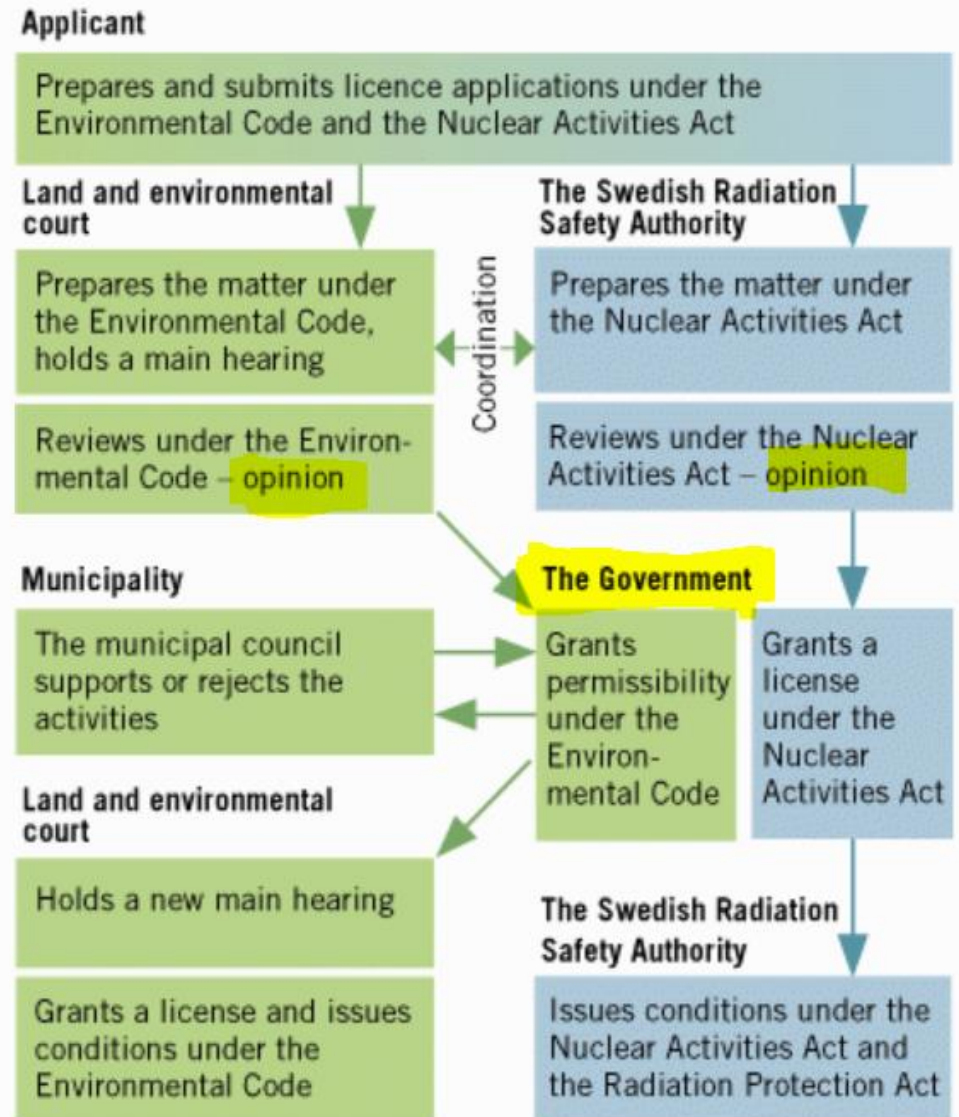 Applicant
Prepares and submits licence applications under the
Environmental Code and the Nuclear Activities Act
Land and environmental
court
Prepares the matter under
the Environmental Code,
holds a main hearing
Reviews under the Environ-
mental Code – opinion
Coordination
The Swedish Radiation
Safety Authority
Prepares the matter under
the Nuclear Activities Act
Reviews under the Nuclear
Activities Act – opinion
Municipality
The municipal council
supports or rejects the
activities
The Government
Grants
permissibility
under the
Environ-
mental Code
Grants a
license
under the
Nuclear
Activities Act
Land and environmental
court
Holds a new main hearing
Grants a license and issues
conditions under the
Environmental Code
The Swedish Radiation
Safety Authority
Issues conditions under the
Nuclear Activities Act and
the Radiation Protection Act